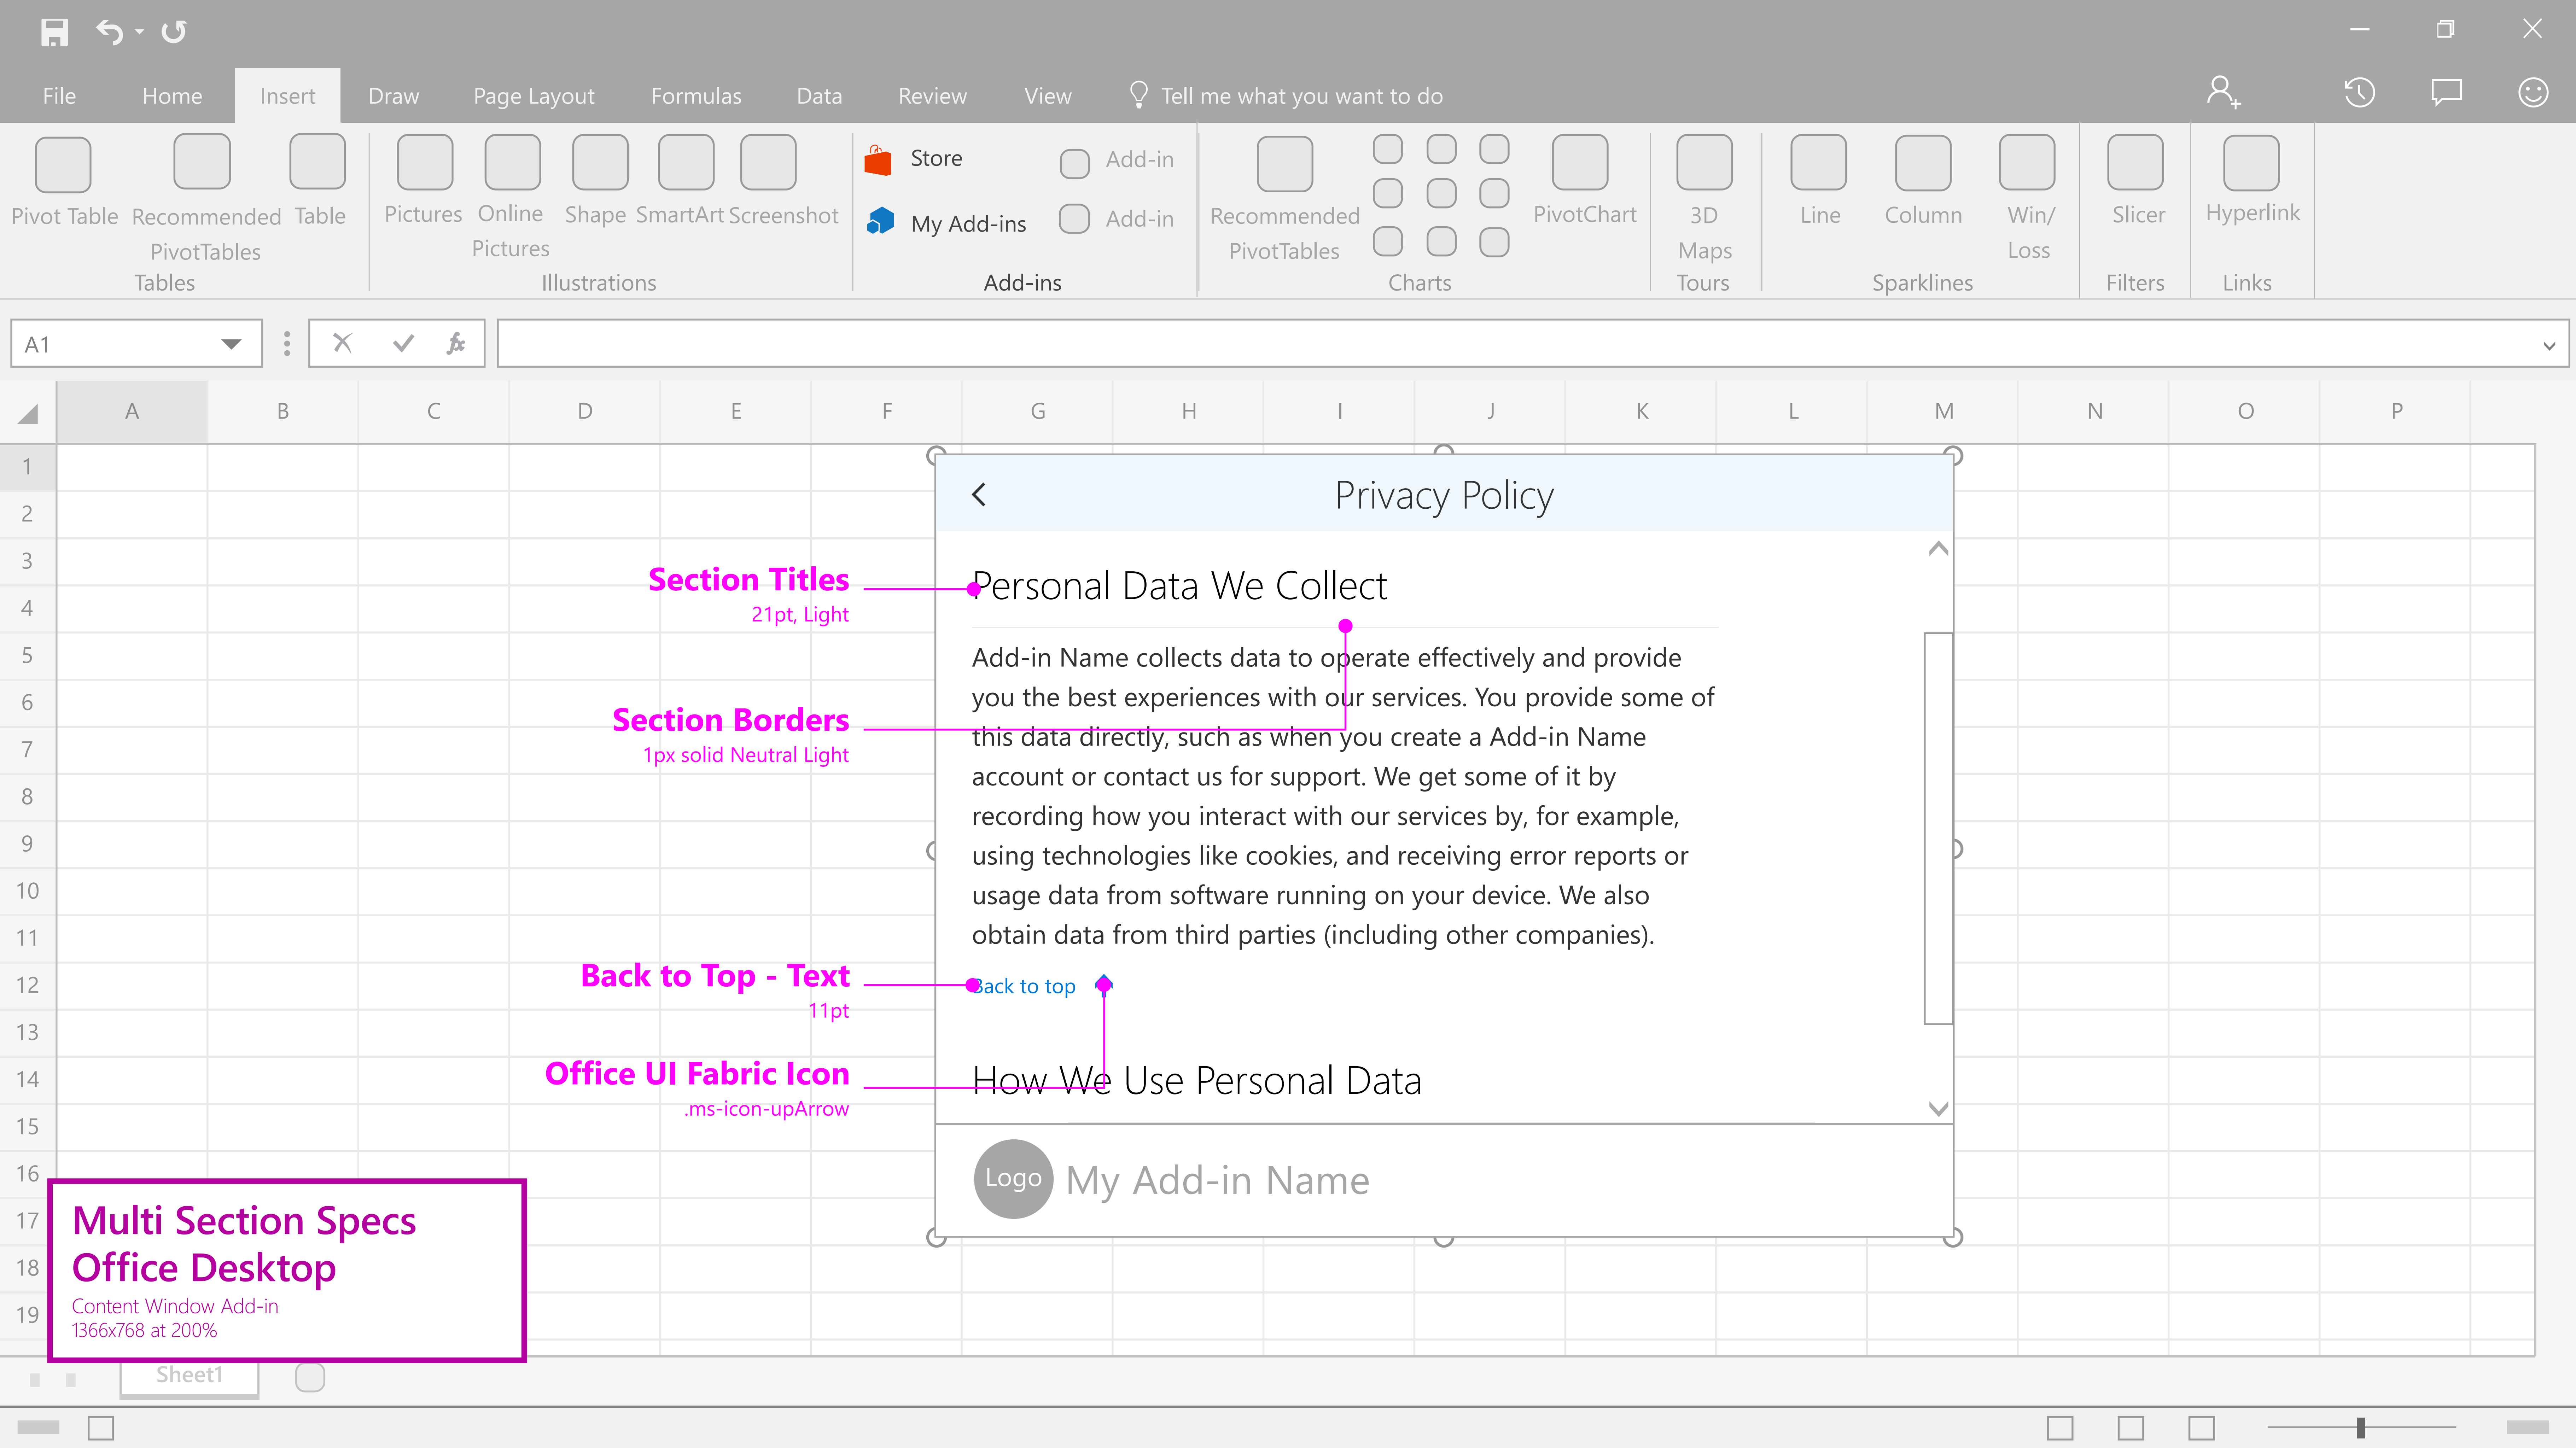 File Home Insert Draw Page Layout Formulas Data Review View Tell me what you want to do
Pivot Table
Recommended
PivotTables
Table
Tables
Pictures
Online
Pictures
Shape
SmartArt
Screenshot
Illustrations
Store
My Add-ins
Add-in
Add-in
Add-ins
Recommended
PivotTables
PivotChart
Charts
3D
Maps
Tours
Line
Column
Win/
Loss
Sparklines
Slicer
Filters
Hyperlink
Links
A1
fx
A B C D E F G H I J K L M N O P
1
2
3
4
5
6
7
8
9
10
11
12
13
14
15
16
17
18
19
Privacy Policy
Section Titles
21pt, Light
Personal Data We Collect
Section Borders
1px solid Neutral Light
Add-in Name collects data to operate effectively and provide
you the best experiences with our services. You provide some of
this data directly, such as when you create a Add-in Name
account or contact us for support. We get some of it by
recording how you interact with our services by, for example,
using technologies like cookies, and receiving error reports or
usage data from software running on your device. We also
obtain data from third parties (including other companies).
Back to Top - Text
11pt
Back to top
Office UI Fabric Icon
.ms-icon-upArrow
How We Use Personal Data
Logo
My Add-in Name
Multi Section Specs
Office Desktop
Content Window Add-in
1366x768 at 200%
Sheet1